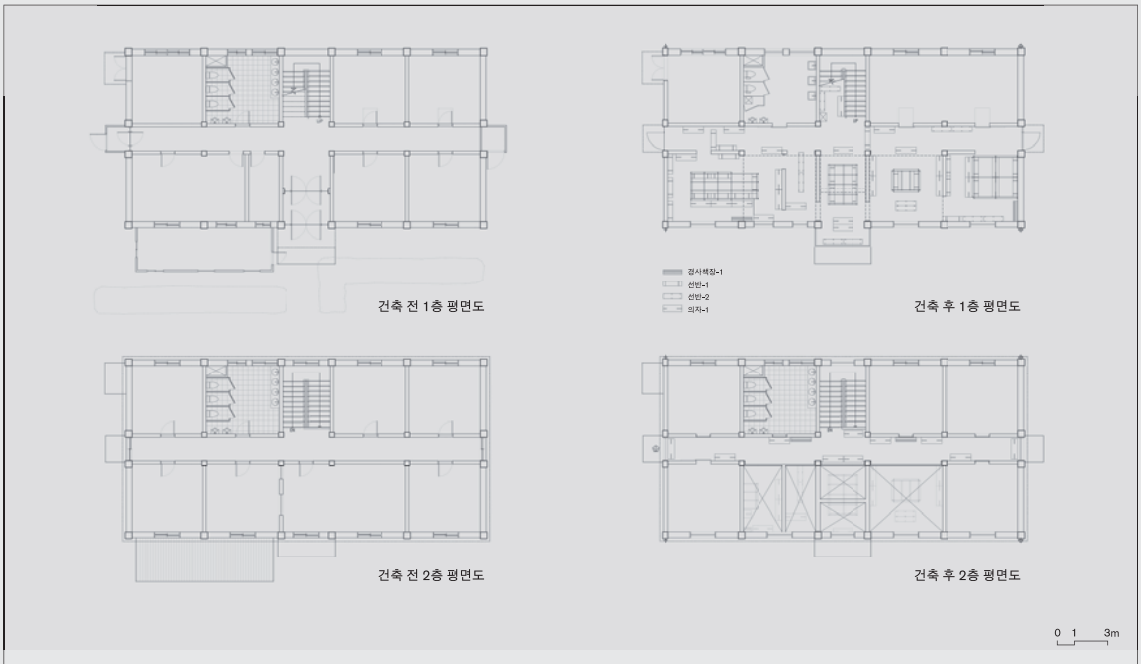 경사책장-1
선반-1
선반-2
의자-1
건축 전 1층 평면도
건축 후 1층 평면도
건축 전 2층 평면도
건축 후 2층 평면도
0 1 3m